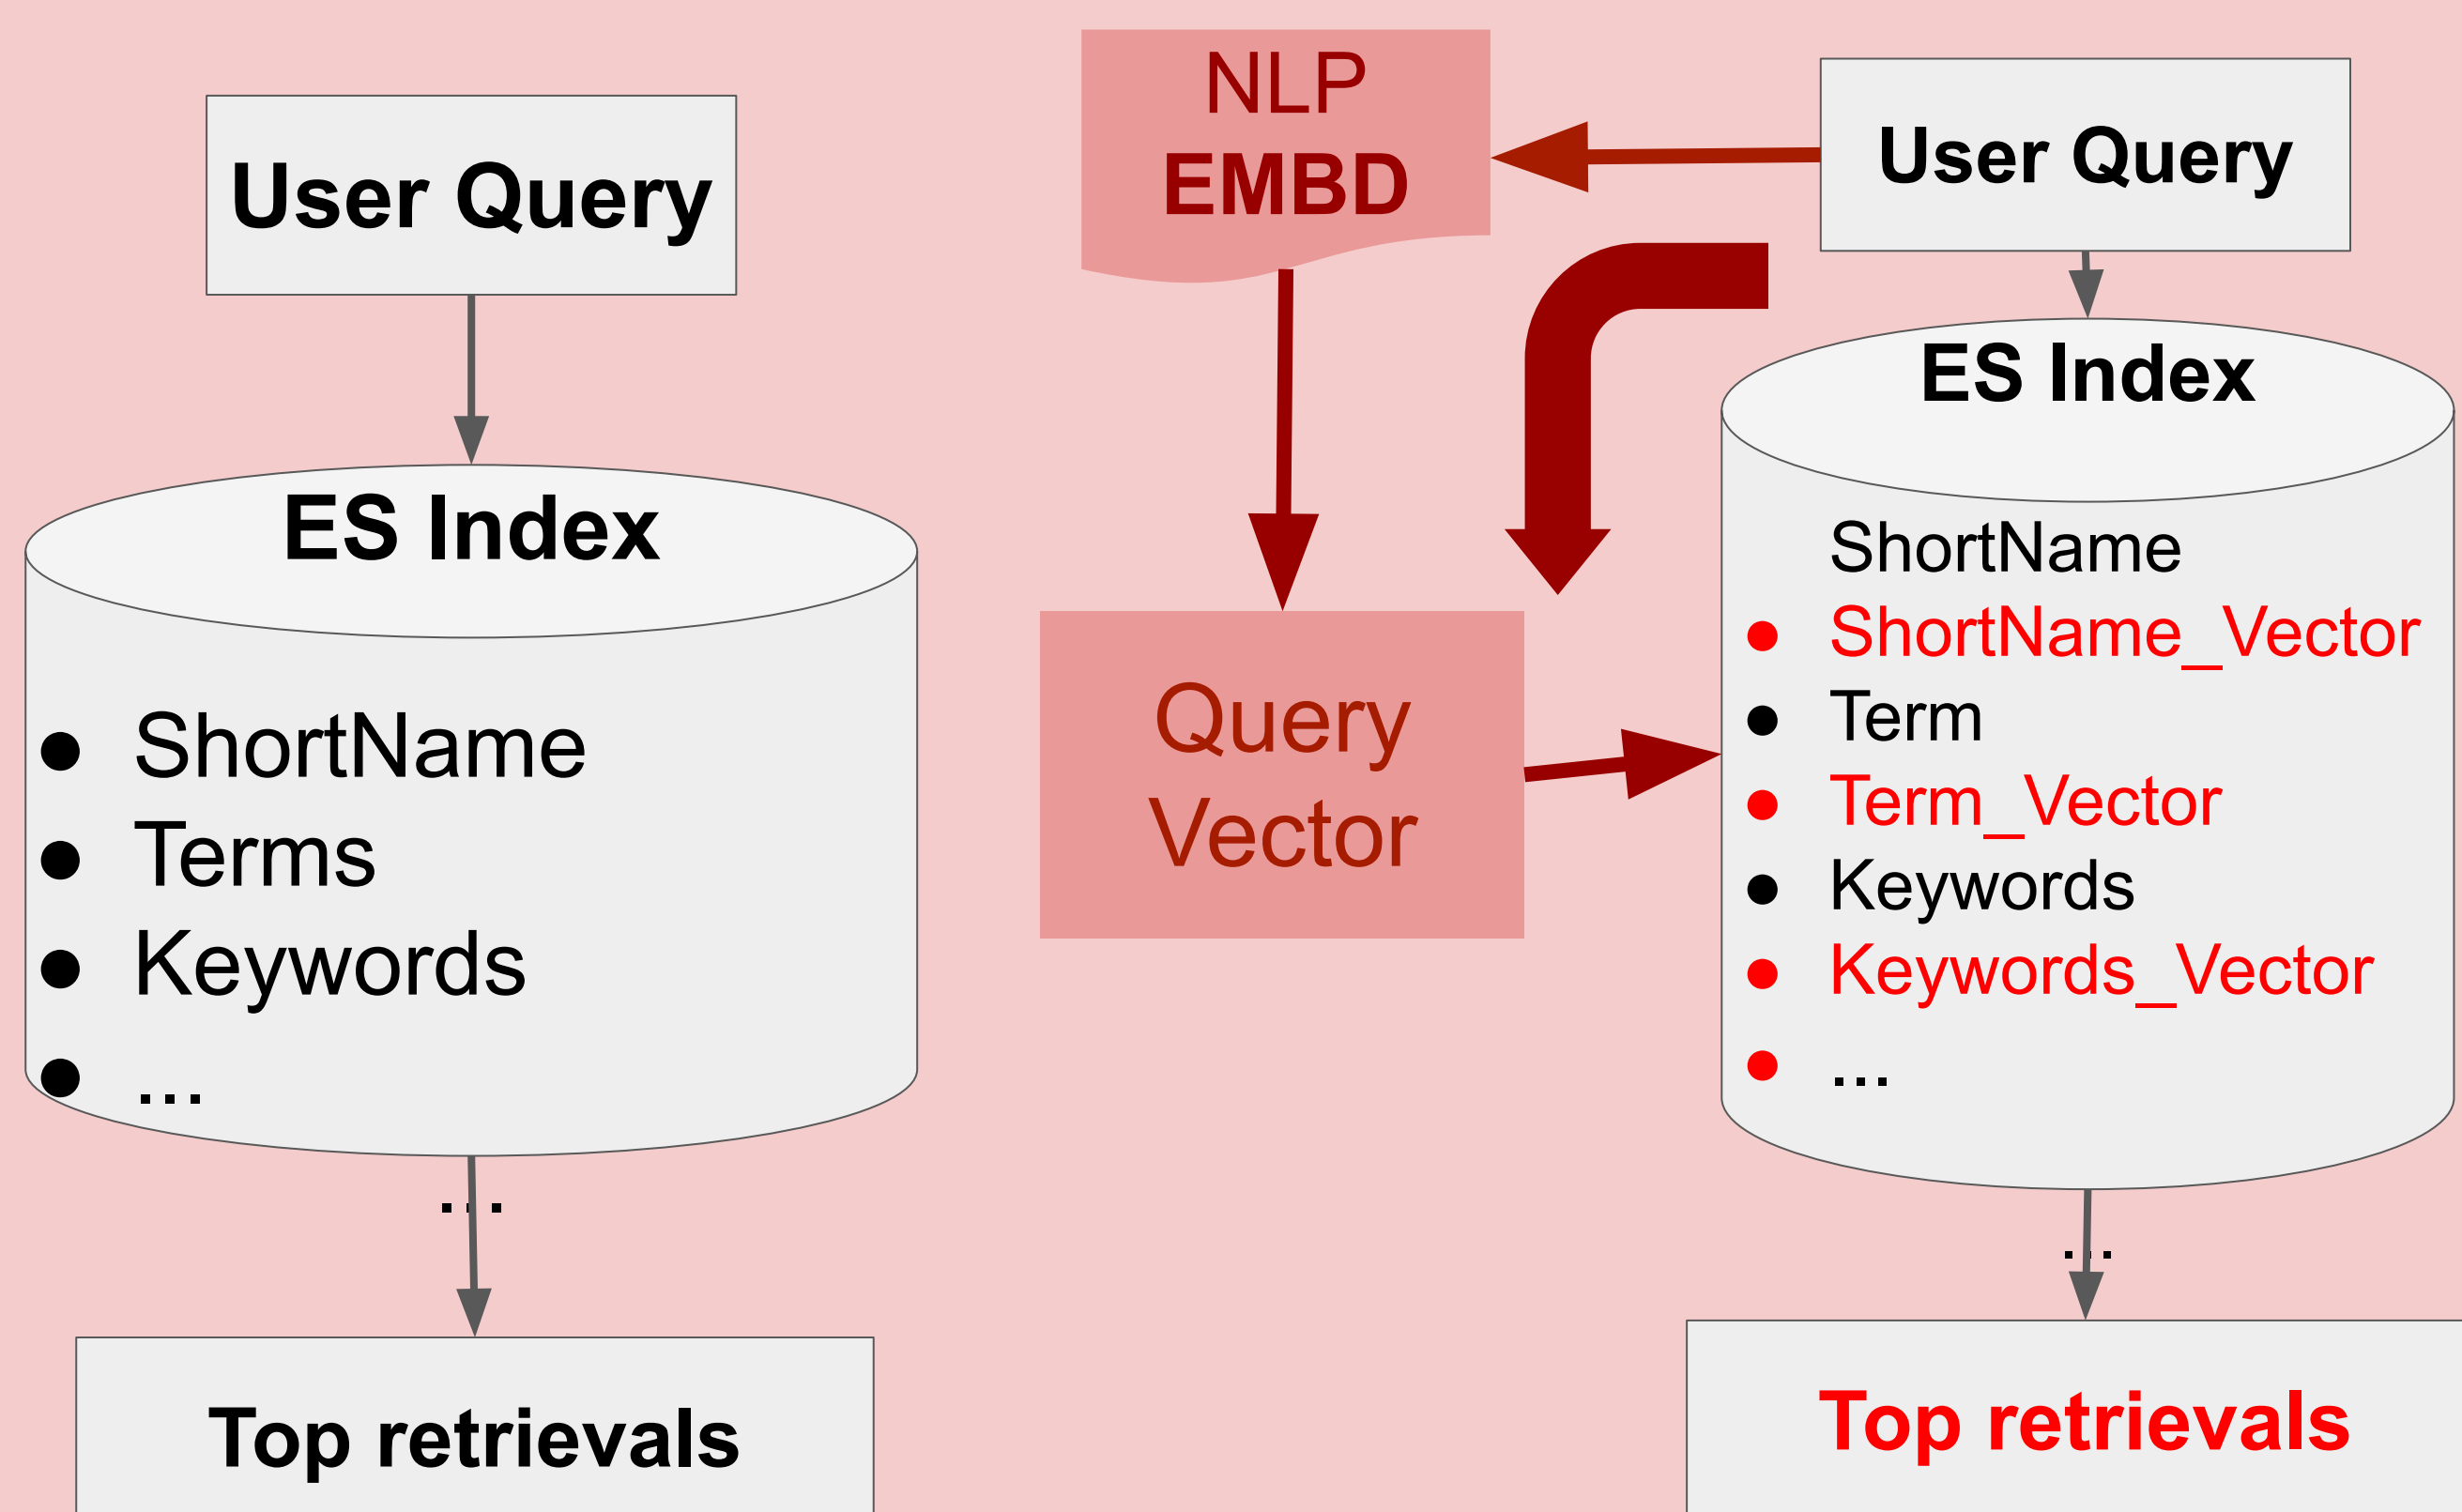 User Query
ES Index
● ShortName
● Terms
● Keywords
● ...
...
Top retrievals
NLP
EMBD
Query
Vector
User Query
ES Index
ShortName
● ShortName_Vector
● Term
● Term_Vector
● Keywords
● Keywords_Vector
● ...
...
Top retrievals